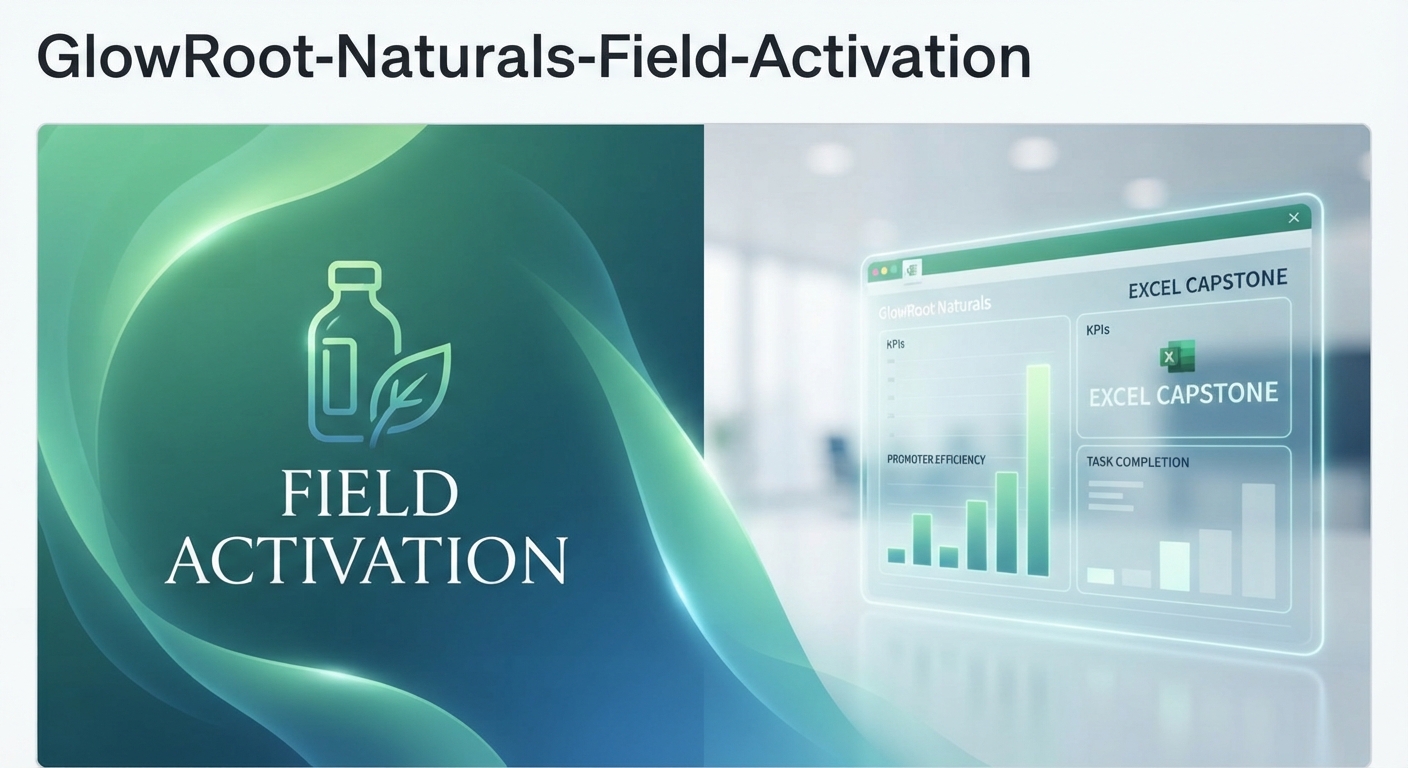 GlowRoot-Naturals-Field-Activation
FIELD
ACTIVATION
EXCEL CAPSTONE
GlowRoot Naturals
KPIs
PROMOTER EFFICIENCY
KPIs
X
EXCEL CAPSTONE
TASK COMPLETION